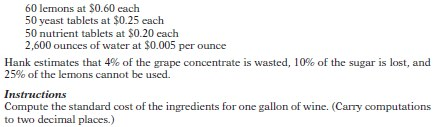 60 lemons at $0.60 each
50 yeast tablets at $0.25 each
50 nutrient tablets at $0.20 each
2,600 ounces of water at $0.005 per ounce
Hank estimates that 4% of the grape concentrate is wasted, 10% of the sugar is lost, and
25% of the lemons cannot be used.
Instructions
Compute the standard cost of the ingredients for one gallon of wine. (Carry computations
to two decimal places.)